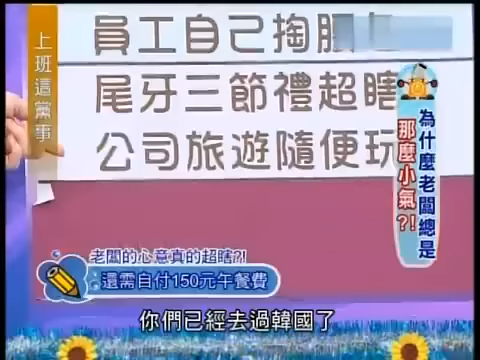 上班這黨事
員工自己掏腰
尾牙三節禮超瞎
公司旅遊隨便玩
為什麼老闆總是
那麼小氣?!
老闆的心意真的超瞎?!
還需自付150元午餐費
你們已經去過韓國了